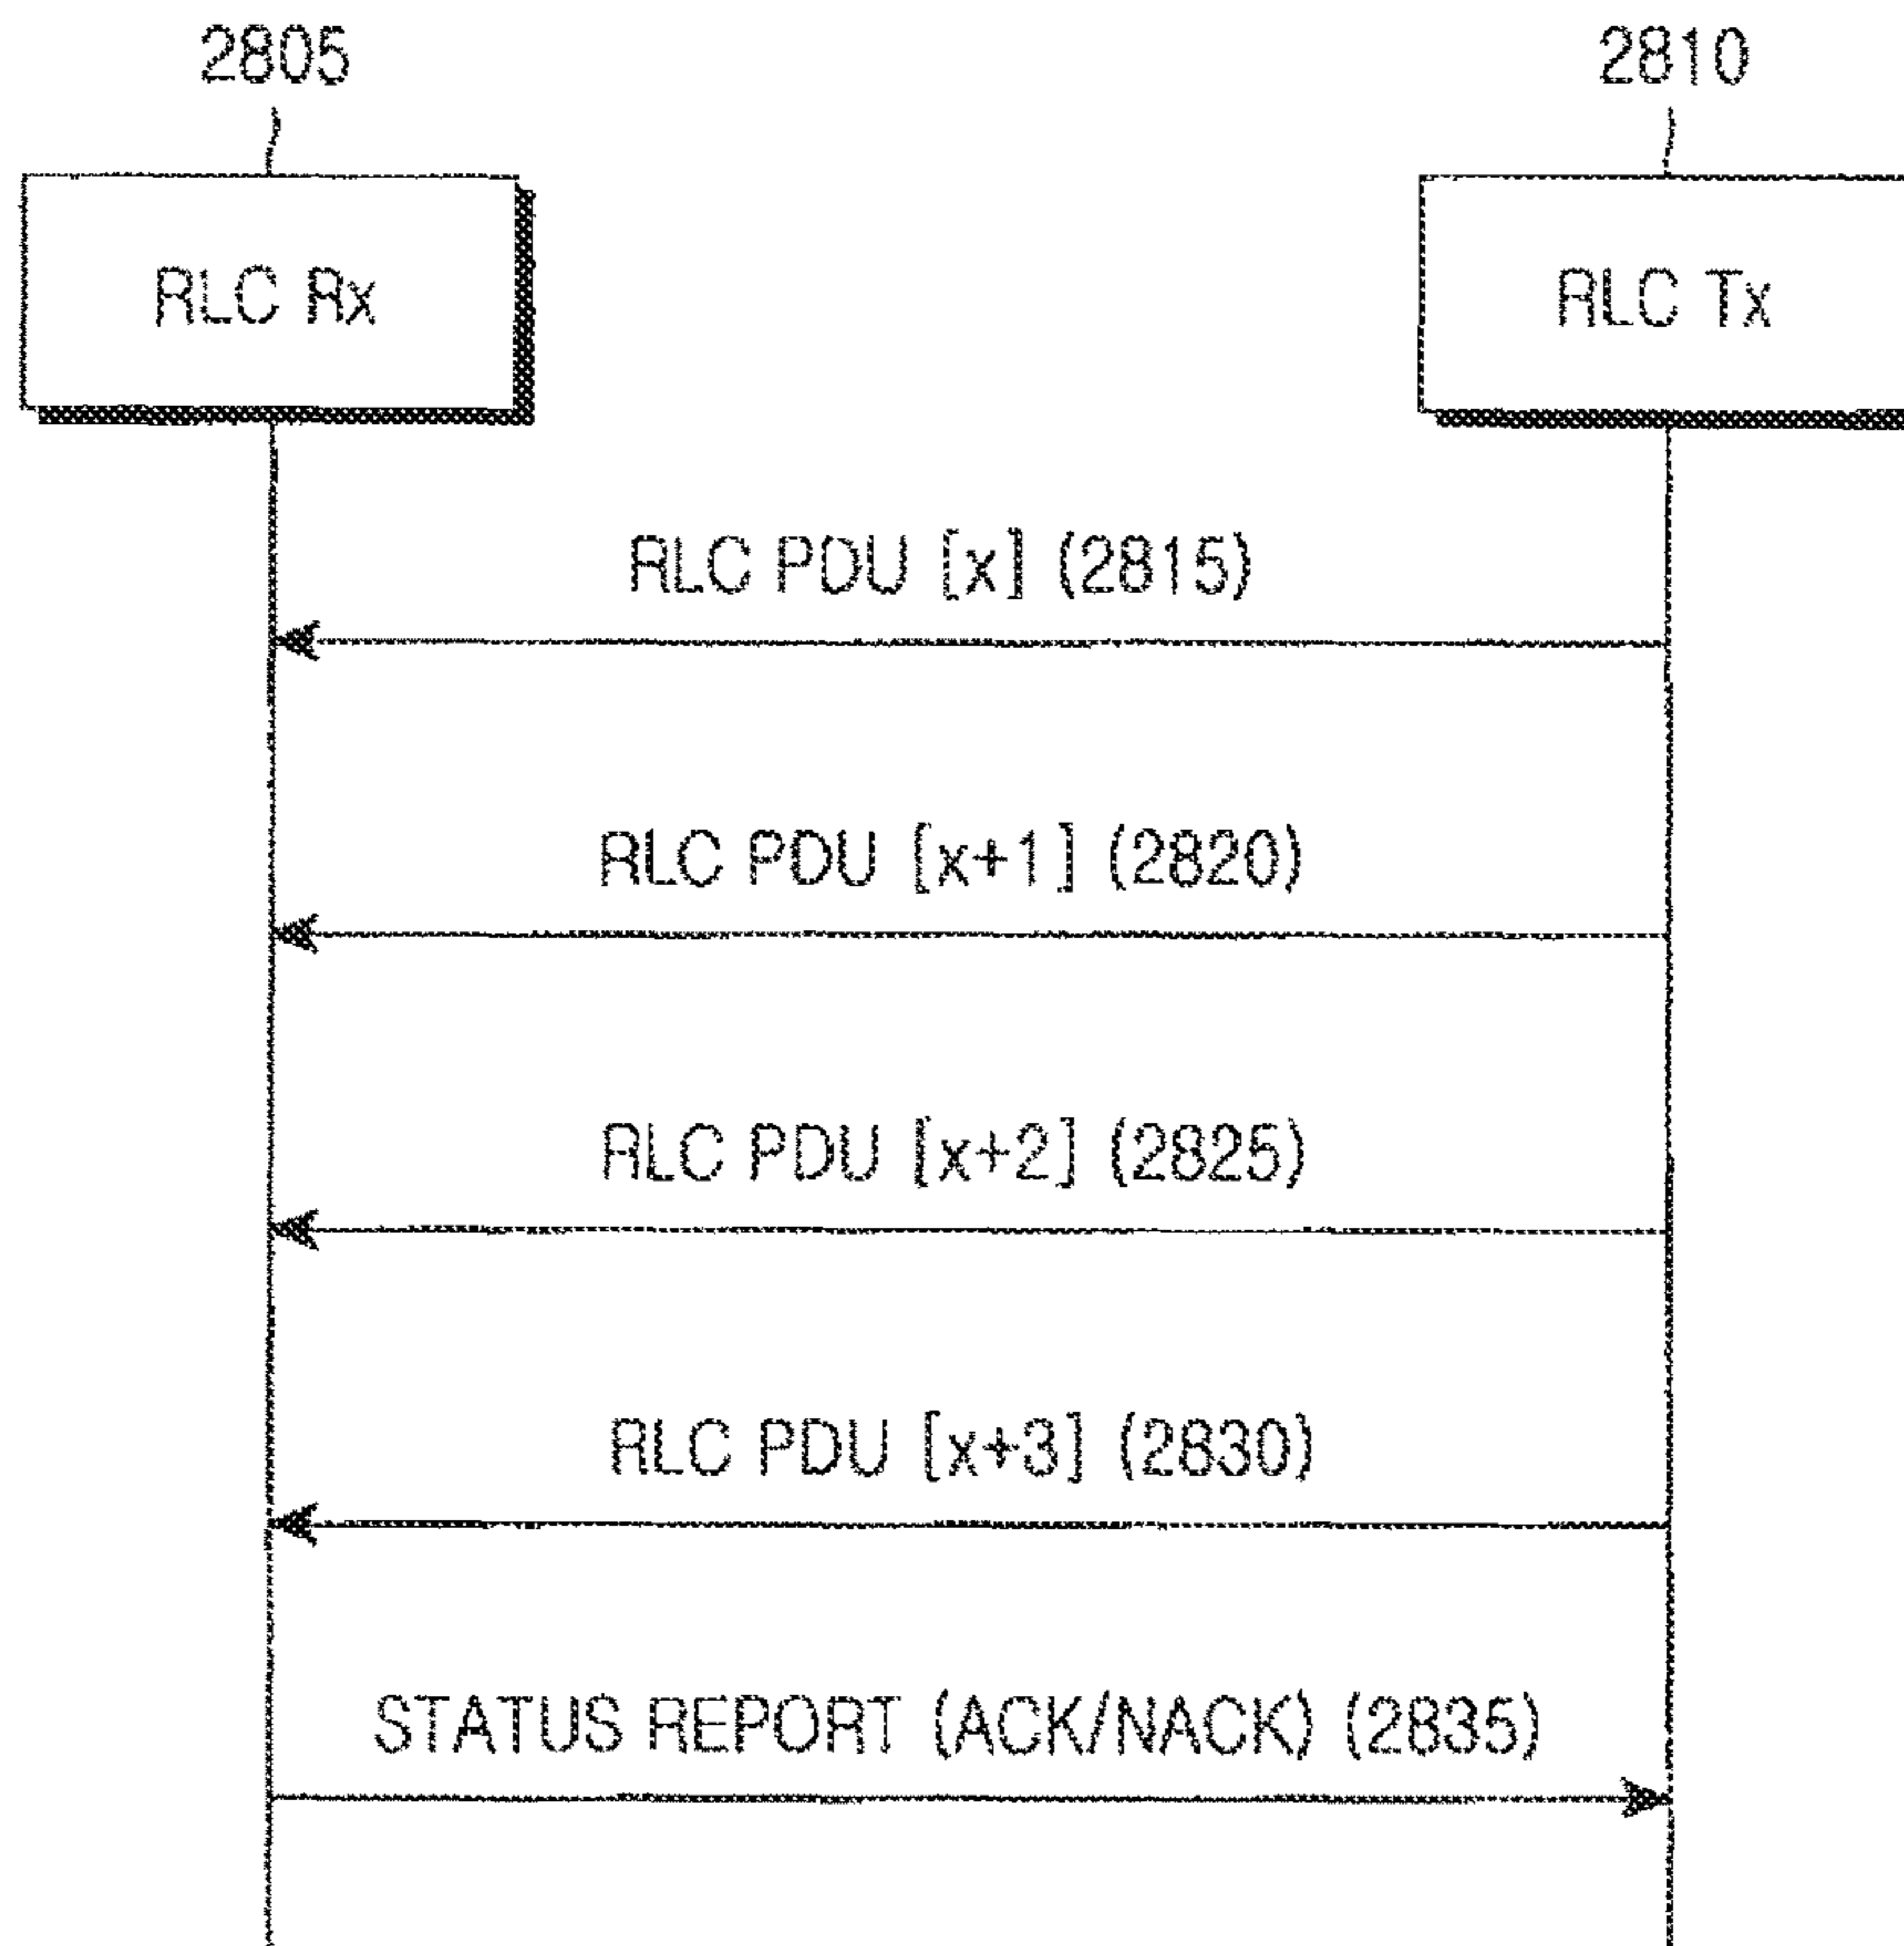 2805
2810
RLC Rx
RLC Tx
RLC PDU [x] (2815)
RLC PDU [x+1] (2820)
RLC PDU [x+2] (2825)
RLC PDU [x+3] (2830)
STATUS REPORT (ACK/NACK) (2835)